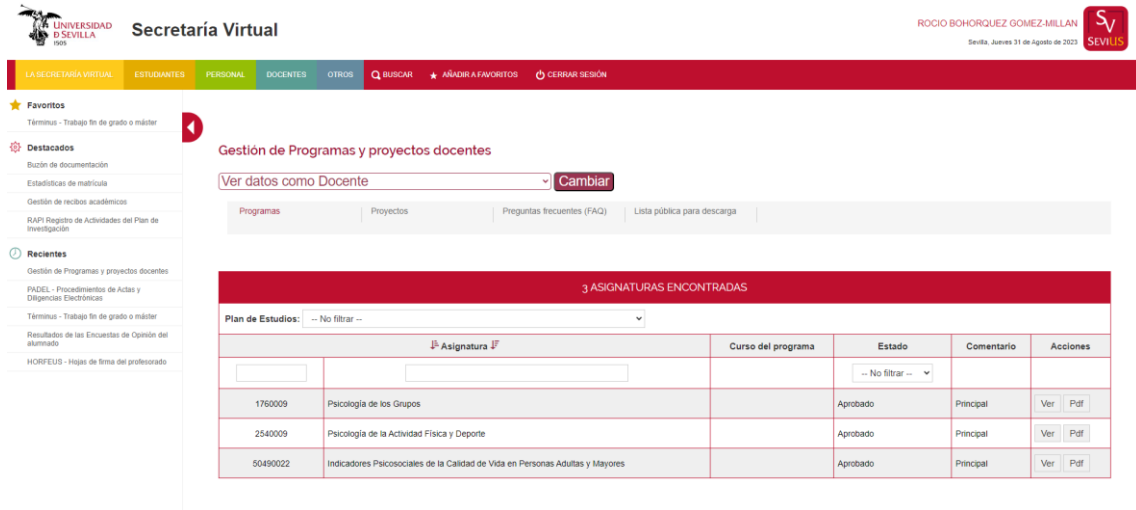 UNIVERSIDAD
D SEVILLA
1505
Secretaría Virtual
ROCIO BOHORQUEZ GOMEZ-MILLAN
Sevilla, Jueves 31 de Agosto de 2023
SV
SEVIUS
LA SECRETARÍA VIRTUAL ESTUDIANTES PERSONAL DOCENTES OTROS BUSCAR AÑADIR A FAVORITOS CERRAR SESIÓN
Favoritos
Términus - Trabajo fin de grado o máster
Destacados
Buzón de documentación
Estadísticas de matrícula
Gestión de recibos académicos
RAPI Registro de Actividades del Plan de
Investigación
Recientes
Gestión de Programas y proyectos docentes
PADEL - Procedimientos de Actas y
Diligencias Electrónicas
Términus - Trabajo fin de grado o máster
Resultados de las Encuestas de Opinión del
alumnado
HORFEUS - Hojas de firma del profesorado
Gestión de Programas y proyectos docentes
Ver datos como Docente Cambiar
Programas Proyectos Preguntas frecuentes (FAQ) Lista pública para descarga
3 ASIGNATURAS ENCONTRADAS
Plan de Estudios: -- No filtrar --
Asignatura Curso del programa Estado Comentario Acciones
-- No filtrar --
1760009 Psicología de los Grupos Aprobado Principal Ver Pdf
2540009 Psicología de la Actividad Física y Deporte Aprobado Principal Ver Pdf
50490022 Indicadores Psicosociales de la Calidad de Vida en Personas Adultas y Mayores Aprobado Principal Ver Pdf